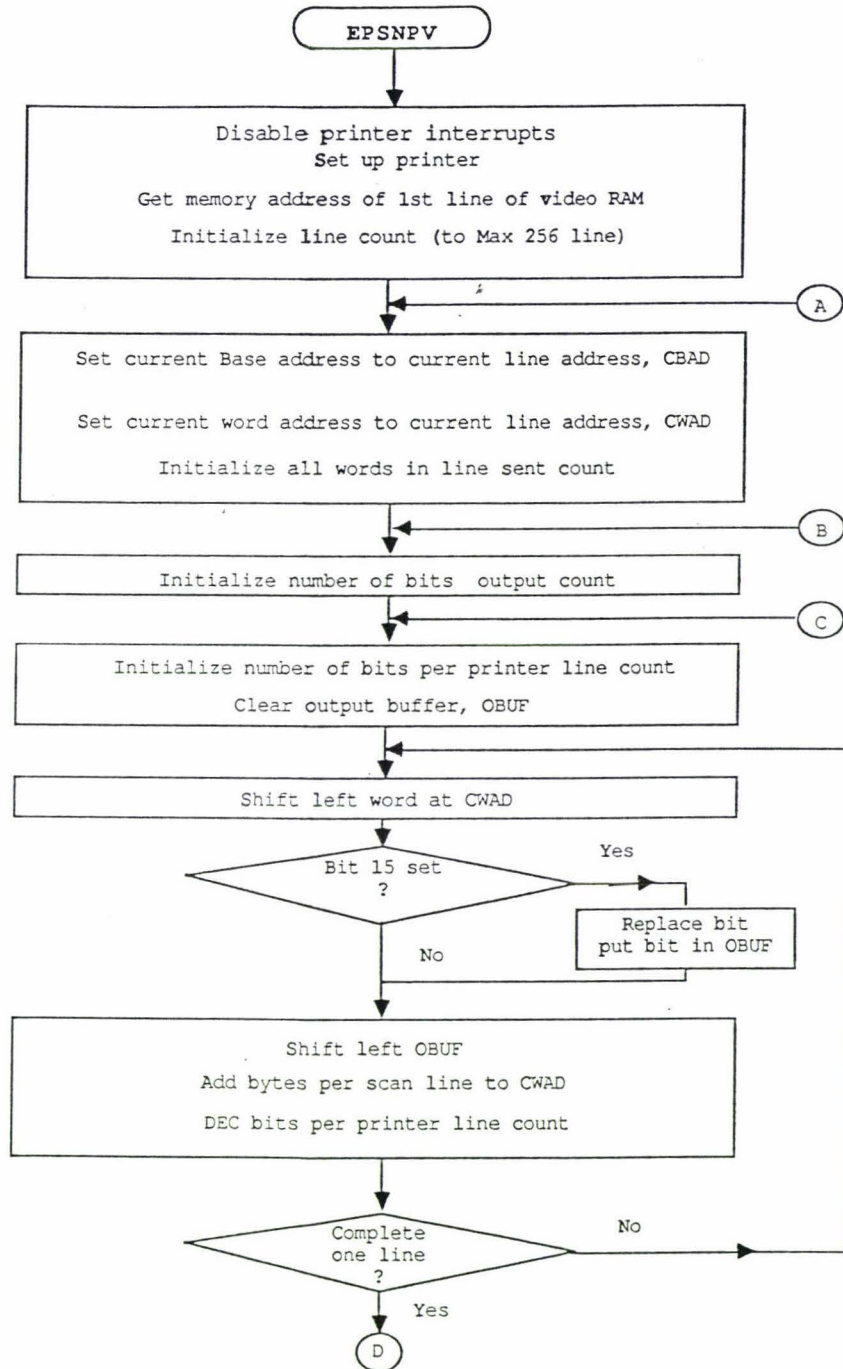 EPSNPV
Disable printer interrupts
Set up printer
Get memory address of 1st line of video RAM
Initialize line count (to Max 256 line)
A
Set current Base address to current line address, CBAD
Set current word address to current line address, CWAD
Initialize all words in line sent count
B
Initialize number of bits output count
C
Initialize number of bits per printer line count
Clear output buffer, OBUF
Shift left word at CWAD
Bit 15 set
?
Yes
Replace bit
put bit in OBUF
No
Shift left OBUF
Add bytes per scan line to CWAD
DEC bits per printer line count
Complete
one line
?
No
Yes
D